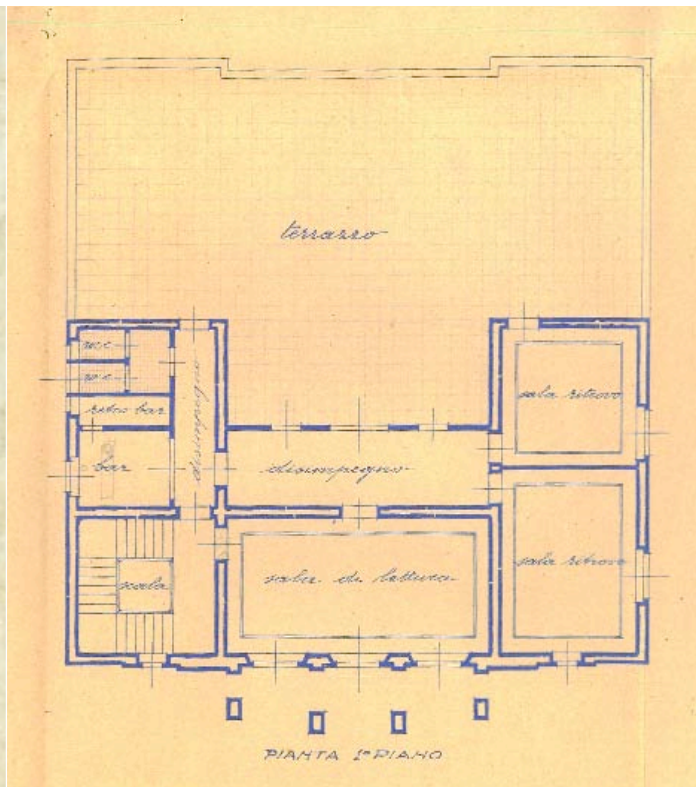 terrazzo
w.c.
w.c.
retro bar
bar
disimpegno
disimpegno
sala ritrovo
sala ritrovo
scala
sala di lettura
PIANTA 1° PIANO